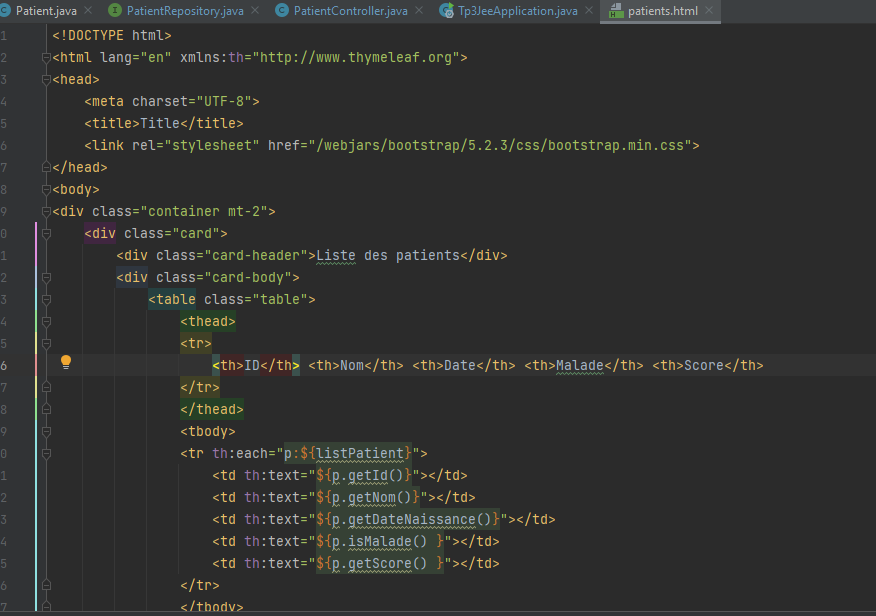 Patient.java PatientRepository.java PatientController.java Tp3JeeApplication.java patients.html
1 <!DOCTYPE html>
2 <html lang="en" xmlns:th="http://www.thymeleaf.org">
3 <head>
4 <meta charset="UTF-8">
5 <title>Title</title>
6 <link rel="stylesheet" href="/webjars/bootstrap/5.2.3/css/bootstrap.min.css">
7 </head>
8 <body>
9 <div class="container mt-2">
0 <div class="card">
1 <div class="card-header">Liste des patients</div>
2 <div class="card-body">
3 <table class="table">
4 <thead>
5 <tr>
6 <th>ID</th> <th>Nom</th> <th>Date</th> <th>Malade</th> <th>Score</th>
7 </tr>
8 </thead>
9 <tbody>
0 <tr th:each="p:${listPatient}">
1 <td th:text="${p.getId()}"></td>
2 <td th:text="${p.getNom()}"></td>
3 <td th:text="${p.getDateNaissance()}"></td>
4 <td th:text="${p.isMalade() }"></td>
5 <td th:text="${p.getScore() }"></td>
6 </tr>
7 </tbody>